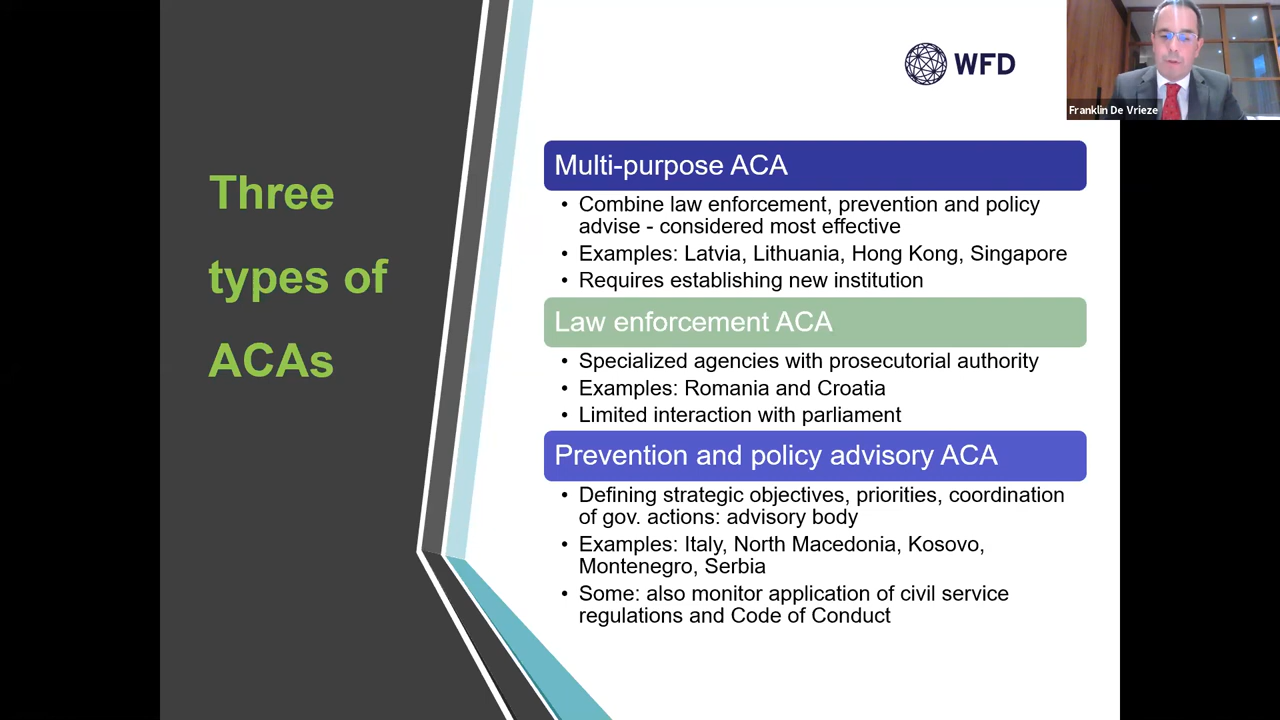 Three
types of
ACAs
WFD
Franklin De Vrieze
Multi-purpose ACA
• Combine law enforcement, prevention and policy
advise - considered most effective
• Examples: Latvia, Lithuania, Hong Kong, Singapore
• Requires establishing new institution
Law enforcement ACA
• Specialized agencies with prosecutorial authority
• Examples: Romania and Croatia
• Limited interaction with parliament
Prevention and policy advisory ACA
• Defining strategic objectives, priorities, coordination
of gov. actions: advisory body
• Examples: Italy, North Macedonia, Kosovo,
Montenegro, Serbia
• Some: also monitor application of civil service
regulations and Code of Conduct